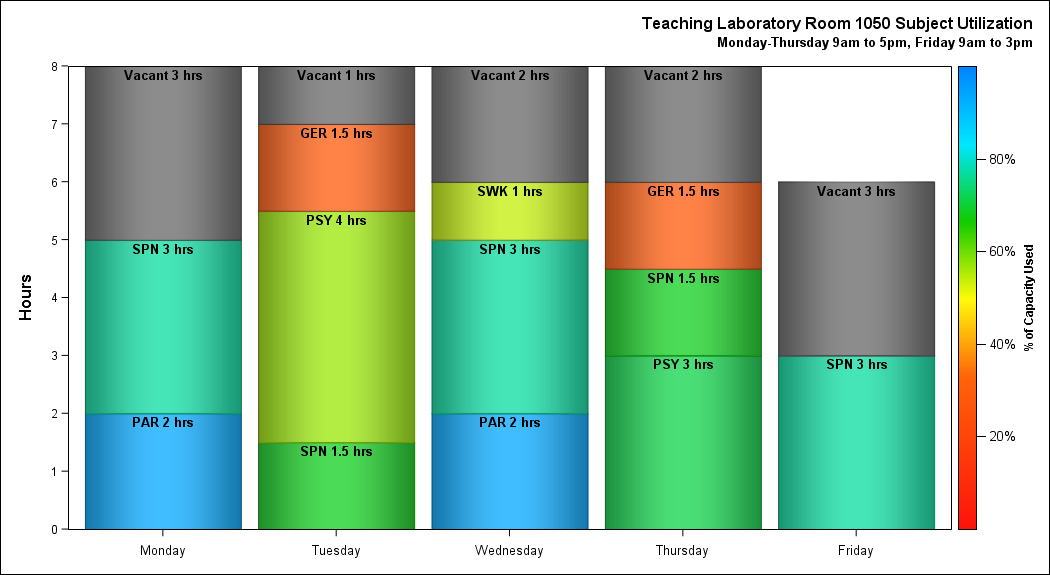 Teaching Laboratory Room 1050 Subject Utilization
Monday-Thursday 9am to 5pm, Friday 9am to 3pm
Hours
8
7
6
5
4
3
2
1
0
Vacant 3 hrs
SPN 3 hrs
PAR 2 hrs
Vacant 1 hrs
GER 1.5 hrs
PSY 4 hrs
SPN 1.5 hrs
Vacant 2 hrs
SWK 1 hrs
SPN 3 hrs
PAR 2 hrs
Vacant 2 hrs
GER 1.5 hrs
SPN 1.5 hrs
PSY 3 hrs
Vacant 3 hrs
SPN 3 hrs
Monday
Tuesday
Wednesday
Thursday
Friday
80%
60%
40%
20%
% of Capacity Used